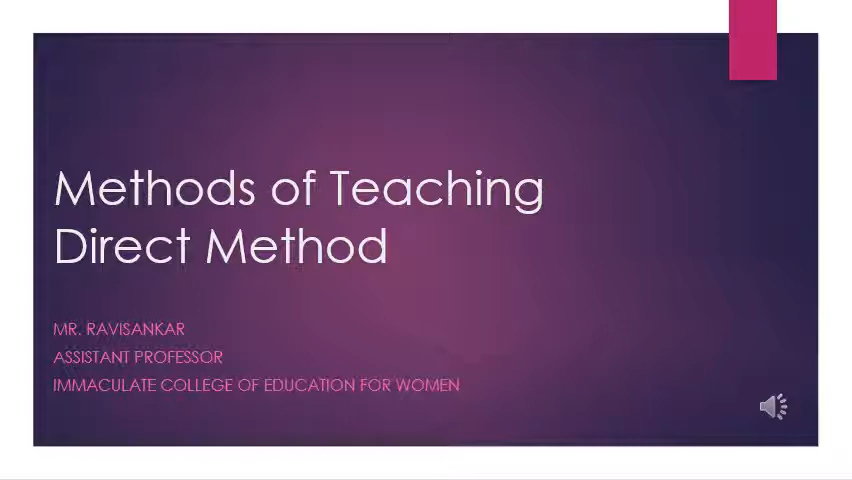 Methods of Teaching
Direct Method
MR. RAVISANKAR
ASSISTANT PROFESSOR
IMMACULATE COLLEGE OF EDUCATION FOR WOMEN